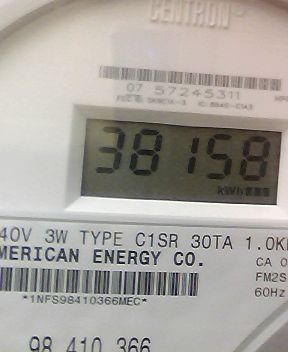 CENTRON
07 57245311
38158
kWh
40V 3W TYPE C1SR 30TA 1.0K
MERICAN ENERGY CO.
CA 0
FM2S
60Hz
*1NFS98410366MEC*
98 410 366